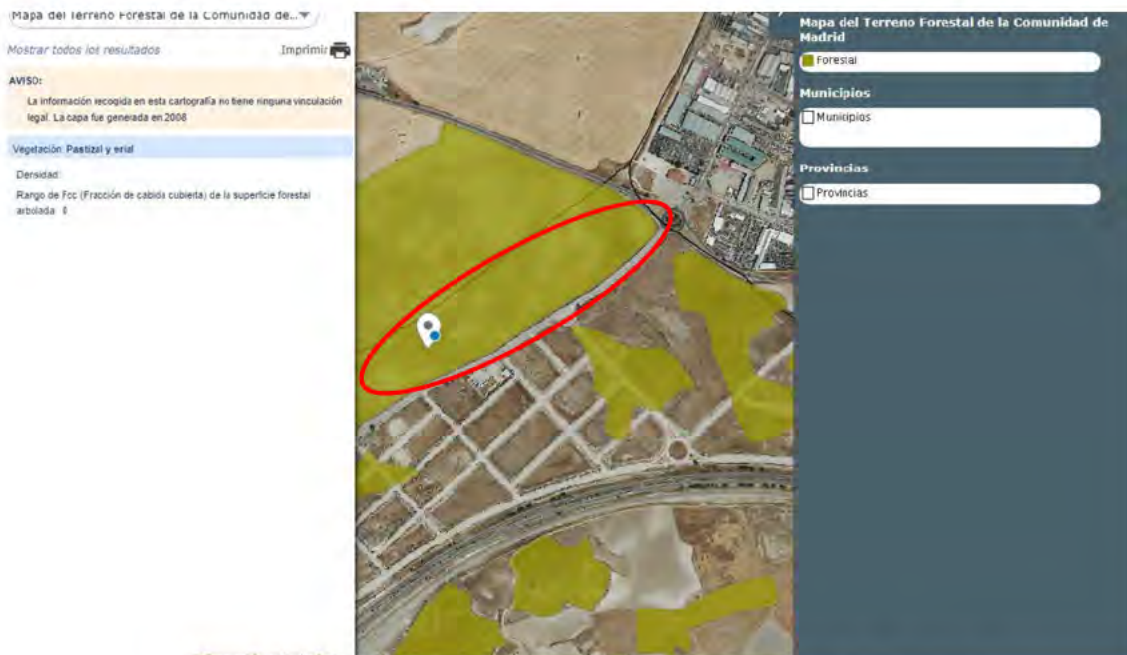 Mapa del Terreno Forestal de la Comunidad de...
Mostrar todos los resultados
Imprimir
AVISO:
La información recogida en esta cartografía no tiene ninguna vinculación
legal. La capa fue generada en 2008
Vegetación: Pastizal y erial
Densidad:
Rango de Fcc (Fracción de cabida cubierta) de la superficie forestal
arbolada: 0
Mapa del Terreno Forestal de la Comunidad de
Madrid
Forestal
Municipios
Municipios
Provincias
Provincias